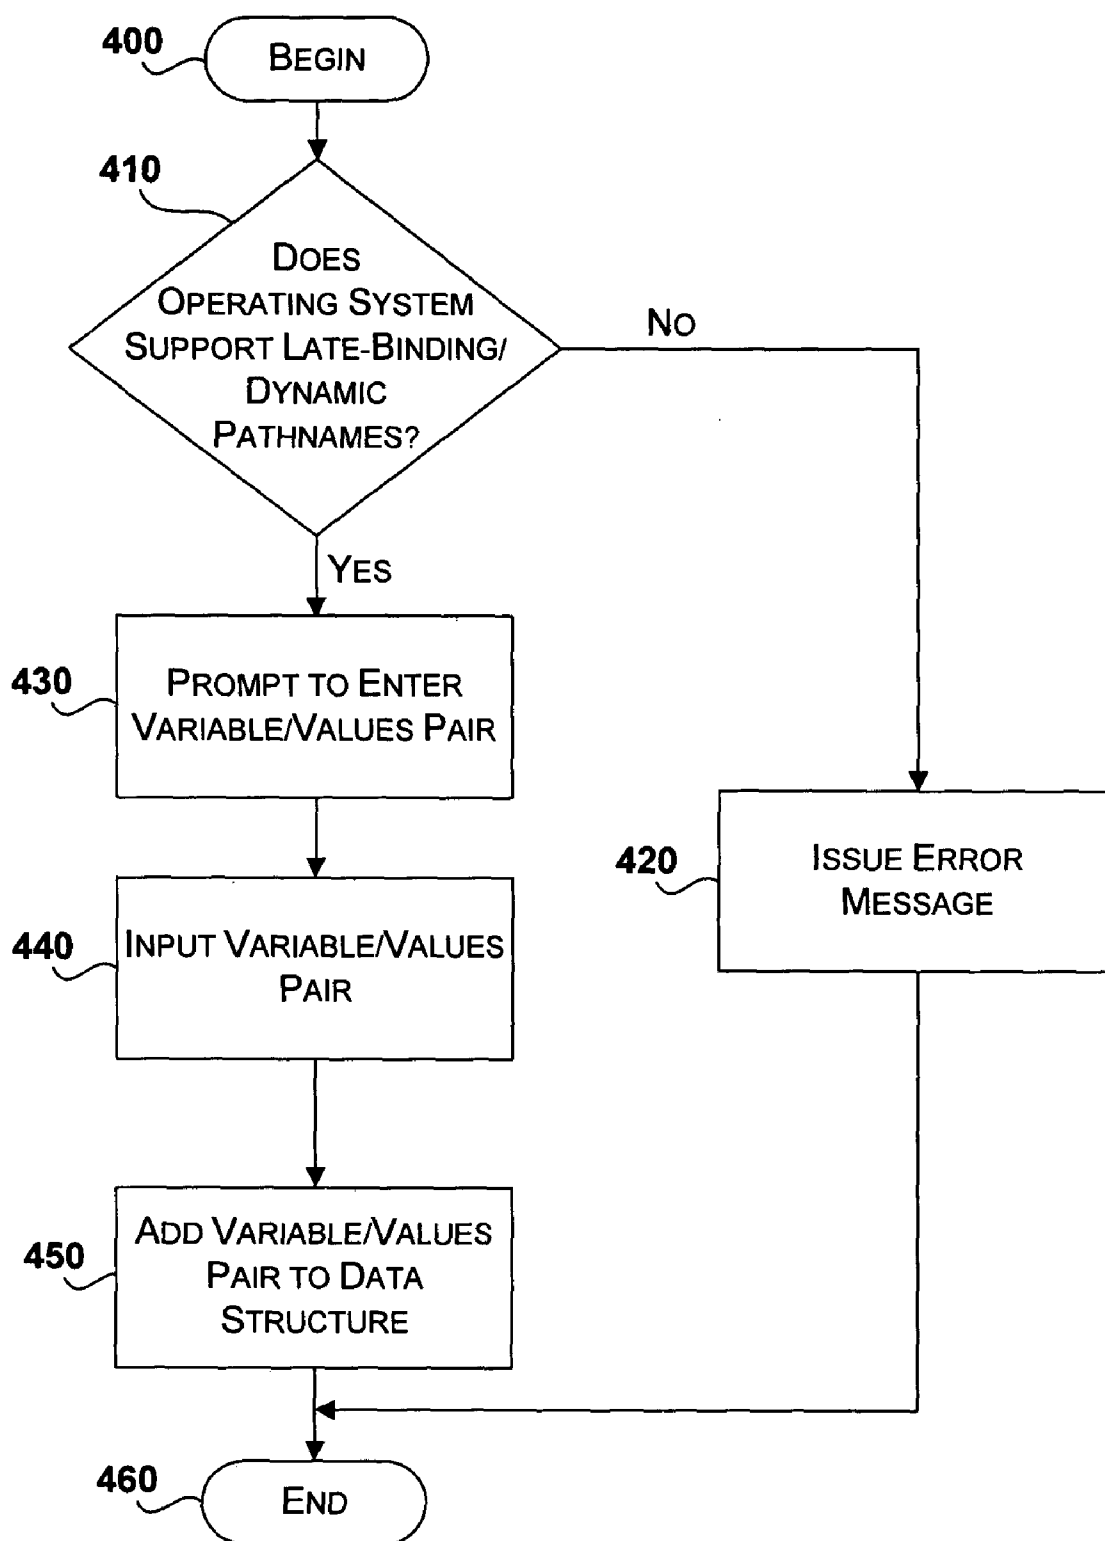 400
BEGIN
410
DOES
OPERATING SYSTEM
SUPPORT LATE-BINDING/
DYNAMIC
PATHNAMES?
NO
YES
430
PROMPT TO ENTER
VARIABLE/VALUES PAIR
420
ISSUE ERROR
MESSAGE
440
INPUT VARIABLE/VALUES
PAIR
450
ADD VARIABLE/VALUES
PAIR TO DATA
STRUCTURE
460
END